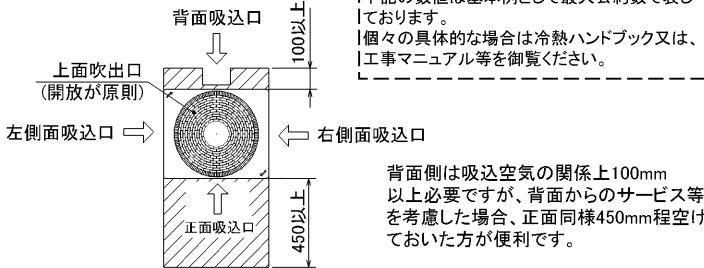 背面吸込口
100以上
ております。
個々の具体的な場合は冷熱ハンドブック又は、
工事マニュアル等を御覧ください。
上面吹出口
(開放が原則)
左側面吸込口
右側面吸込口
正面吸込口
450以上
背面側は吸込空気の関係上100mm
以上必要ですが、背面からのサービス等
を考慮した場合、正面同様450mm程空け
ておいた方が便利です。